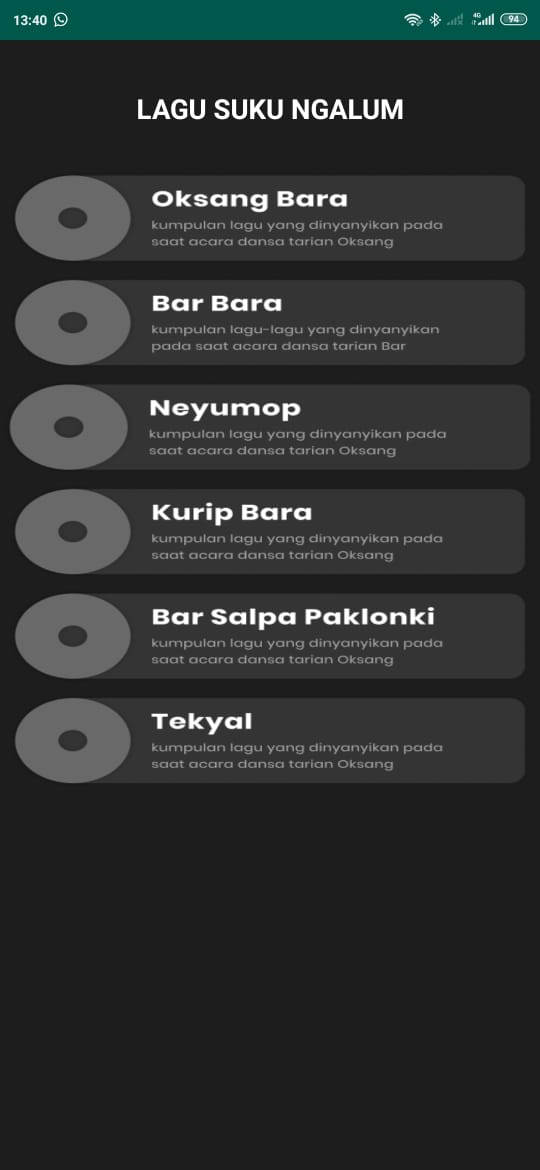 13:40
4G
94
LAGU SUKU NGALUM
Oksang Bara
kumpulan lagu yang dinyanyikan pada
saat acara dansa tarian Oksang
Bar Bara
kumpulan lagu-lagu yang dinyanyikan
pada saat acara dansa tarian Bar
Neyumop
kumpulan lagu yang dinyanyikan pada
saat acara dansa tarian Oksang
Kurip Bara
kumpulan lagu yang dinyanyikan pada
saat acara dansa tarian Oksang
Bar Salpa Paklonki
kumpulan lagu yang dinyanyikan pada
saat acara dansa tarian Oksang
Tekyal
kumpulan lagu yang dinyanyikan pada
saat acara dansa tarian Oksang